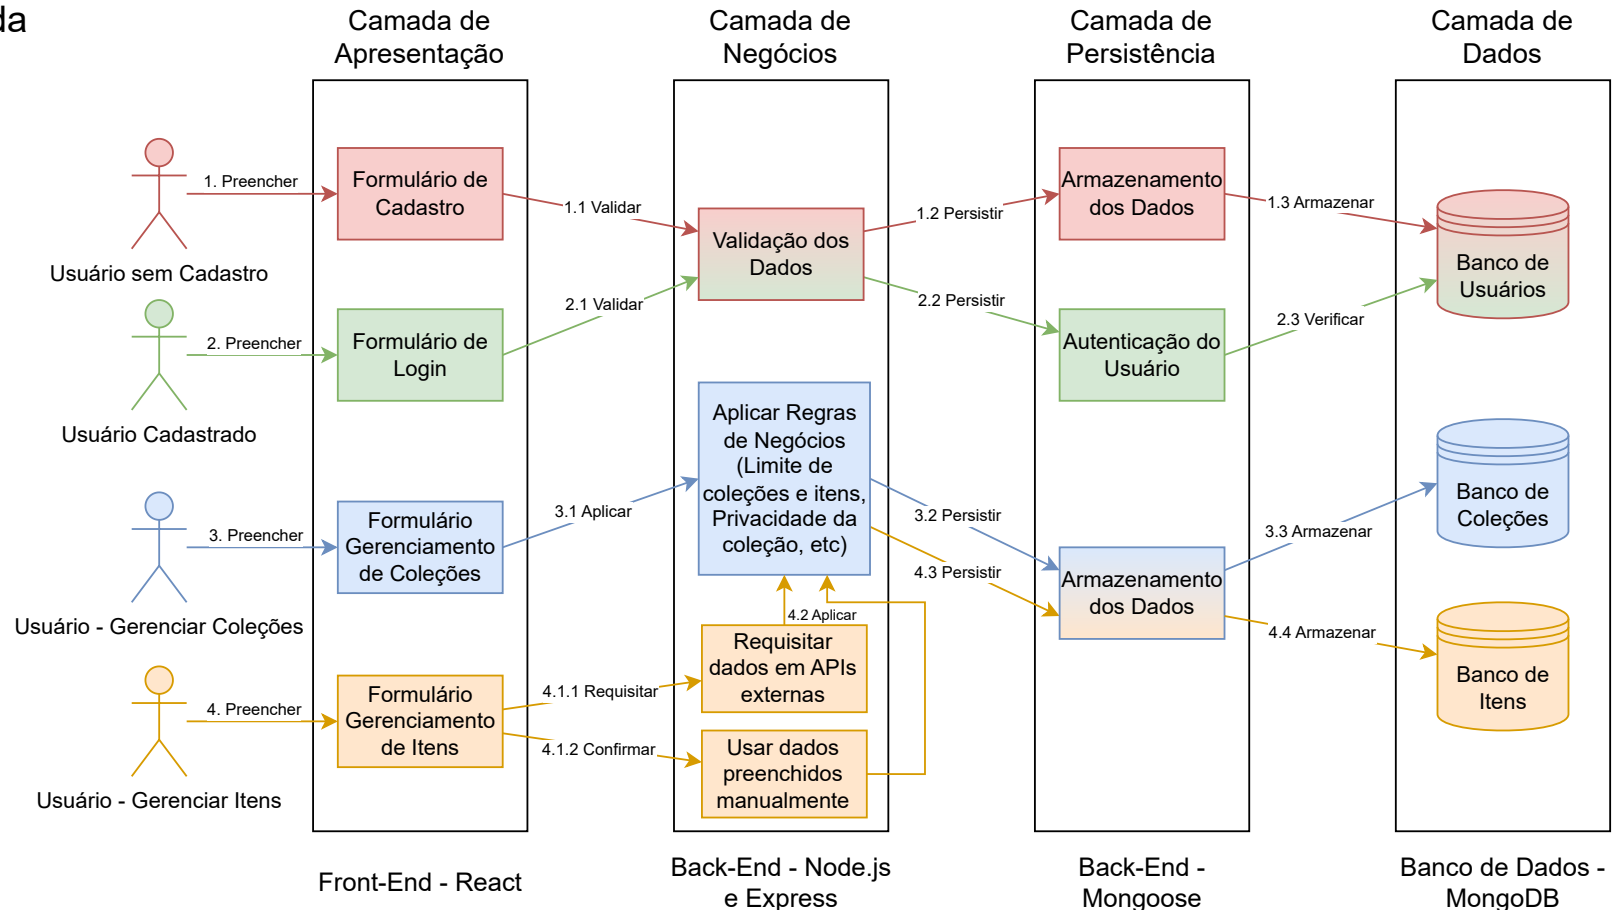 da
Camada de
Apresentação
Camada de
Negócios
Camada de
Persistência
Camada de
Dados
1. Preencher
Formulário de
Cadastro
1.1 Validar
Validação dos
Dados
1.2 Persistir
Armazenamento
dos Dados
1.3 Armazenar
Banco de
Usuários
Usuário sem Cadastro
2. Preencher
Formulário de
Login
2.1 Validar
2.2 Persistir
Autenticação do
Usuário
2.3 Verificar
Usuário Cadastrado
3. Preencher
Formulário
Gerenciamento
de Coleções
3.1 Aplicar
Aplicar Regras
de Negócios
(Limite de
coleções e itens,
Privacidade da
coleção, etc)
3.2 Persistir
4.3 Persistir
Armazenamento
dos Dados
3.3 Armazenar
Banco de
Coleções
Usuário - Gerenciar Coleções
4. Preencher
Formulário
Gerenciamento
de Itens
4.1.1 Requisitar
4.1.2 Confirmar
4.2 Aplicar
Requisitar
dados em APIs
externas
Usar dados
preenchidos
manualmente
4.4 Armazenar
Banco de
Itens
Usuário - Gerenciar Itens
Front-End - React
Back-End - Node.js
e Express
Back-End -
Mongoose
Banco de Dados -
MongoDB